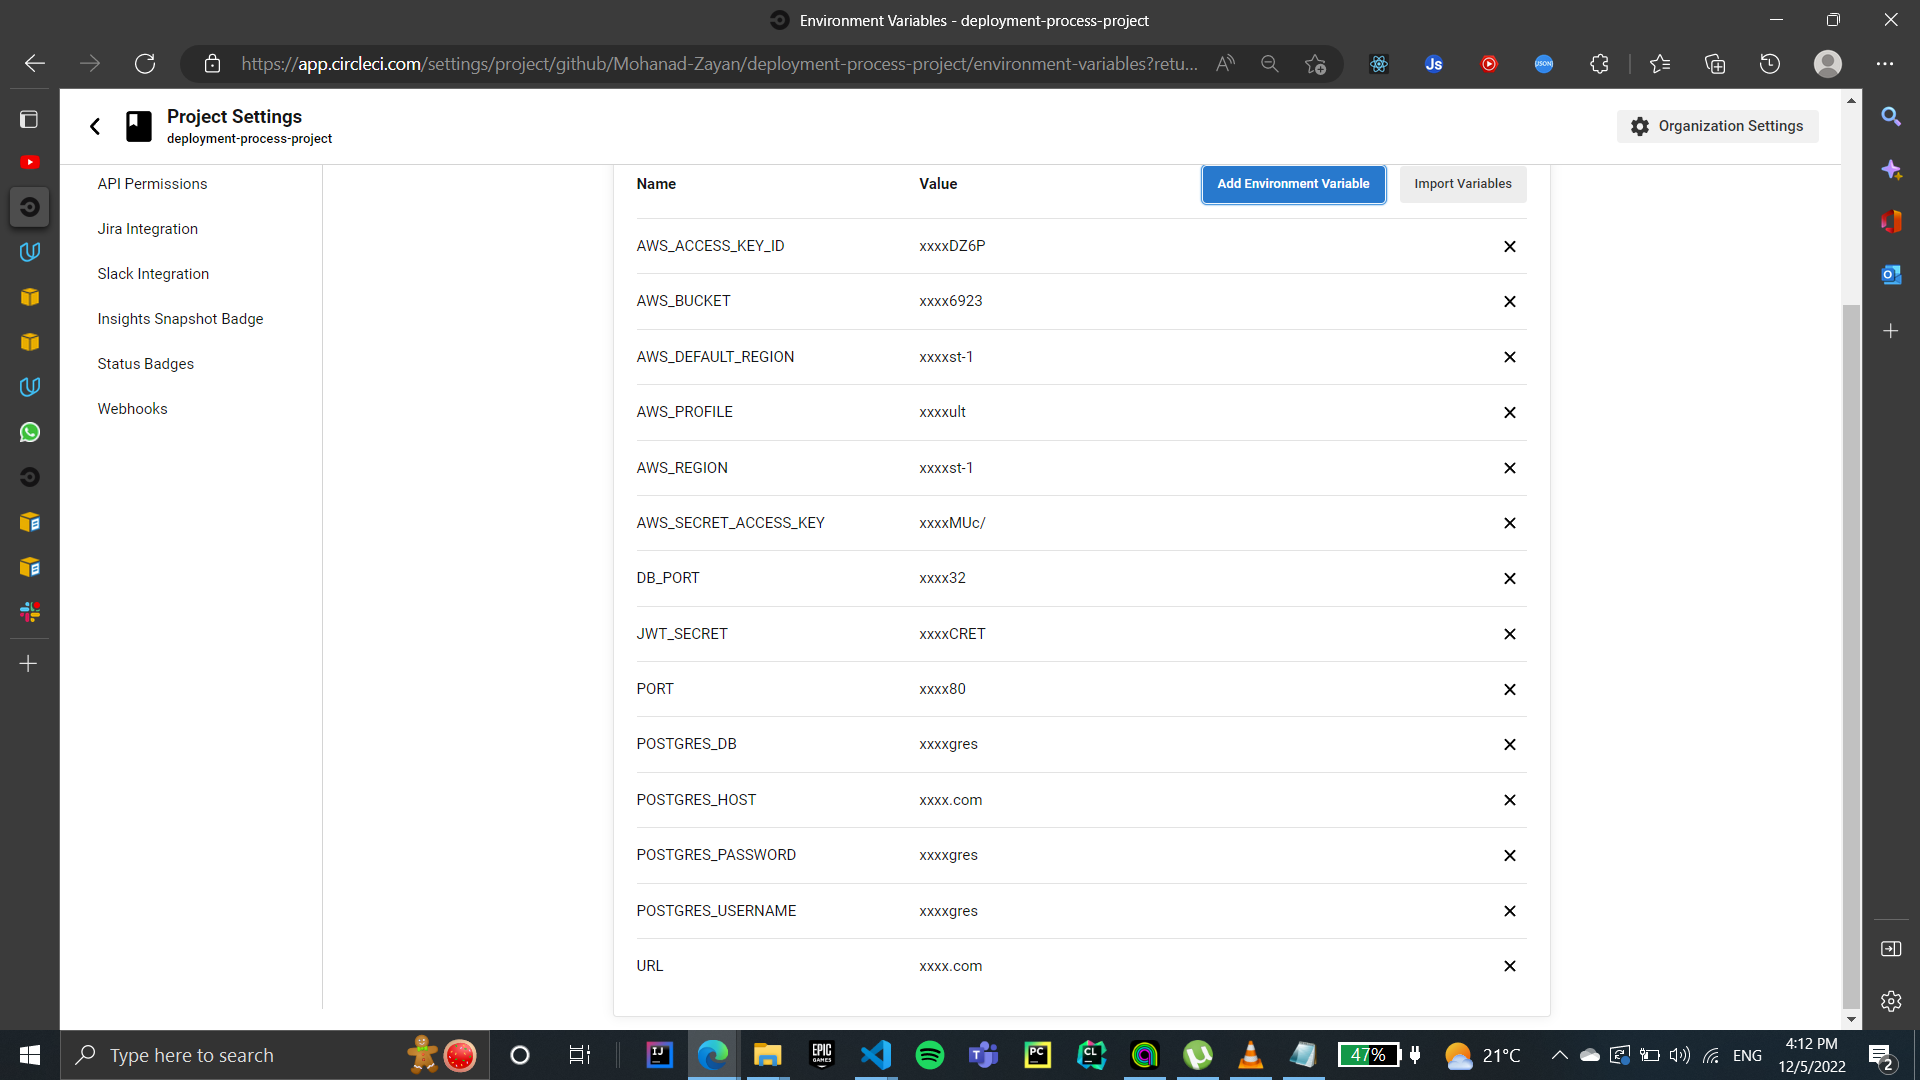 Environment Variables - deployment-process-project
https://app.circleci.com/settings/project/github/Mohanad-Zayan/deployment-process-project/environment-variables?retu...
Project Settings
deployment-process-project
Organization Settings
API Permissions
Jira Integration
Slack Integration
Insights Snapshot Badge
Status Badges
Webhooks
Name Value Add Environment Variable Import Variables
AWS_ACCESS_KEY_ID xxxxDZ6P
AWS_BUCKET xxxx6923
AWS_DEFAULT_REGION xxxxst-1
AWS_PROFILE xxxxult
AWS_REGION xxxxst-1
AWS_SECRET_ACCESS_KEY xxxxMUc/
DB_PORT xxxx32
JWT_SECRET xxxxCRET
PORT xxxx80
POSTGRES_DB xxxxgres
POSTGRES_HOST xxxx.com
POSTGRES_PASSWORD xxxxgres
POSTGRES_USERNAME xxxxgres
URL xxxx.com
Type here to search
47%
21°C
ENG
4:12 PM
12/5/2022
2